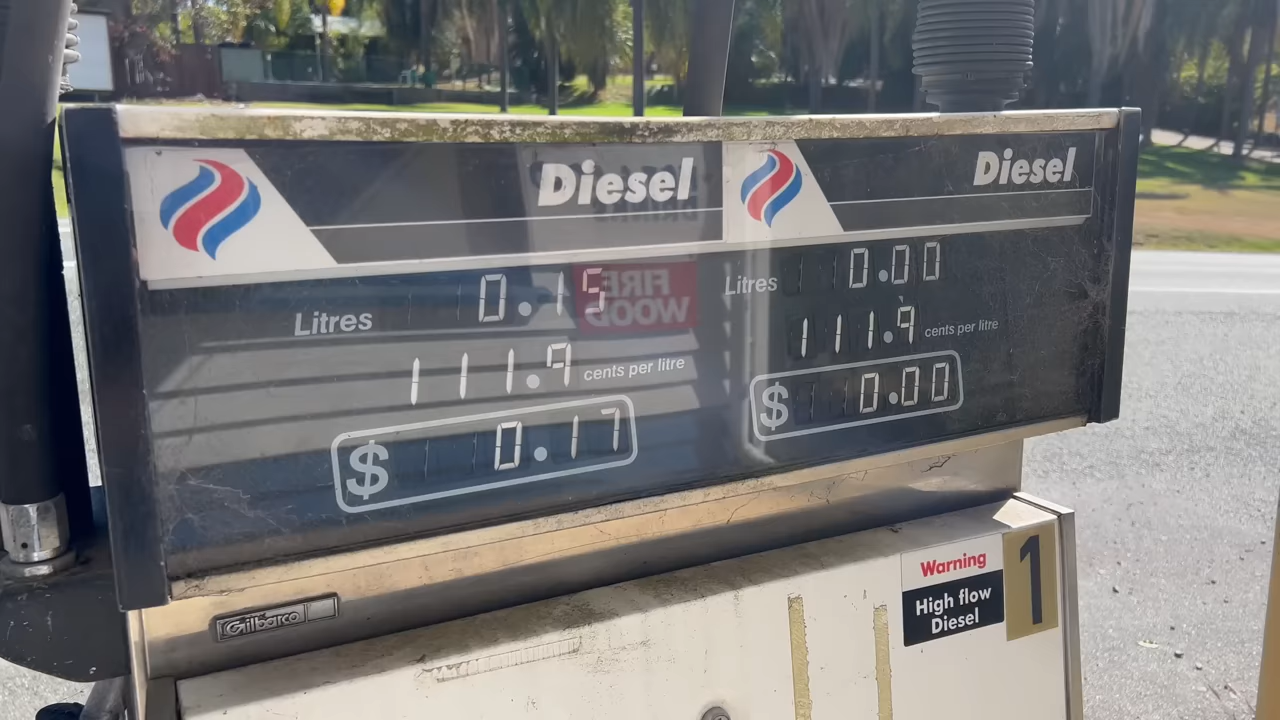 Diesel
0.15
Litres
111.9 cents per litre
$ 0.17
Diesel
Litres 0.00
111.9 cents per litre
$ 0.00
FIRE
WOOD
Gilbarco
Warning
High flow
Diesel
1